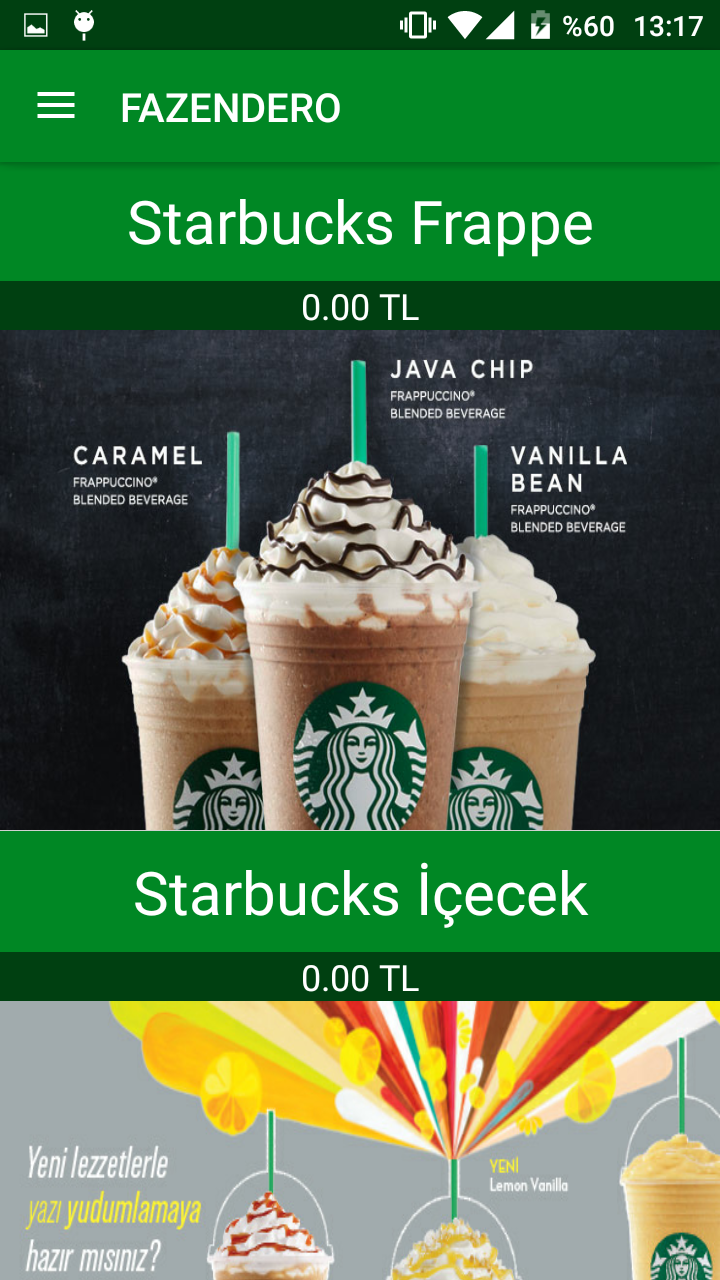 %60 13:17
FAZENDERO
Starbucks Frappe
0.00 TL
JAVA CHIP
FRAPPUCCINO®
BLENDED BEVERAGE
CARAMEL
FRAPPUCCINO®
BLENDED BEVERAGE
VANILLA
BEAN
FRAPPUCCINO®
BLENDED BEVERAGE
Starbucks İçecek
0.00 TL
Yeni lezzetlerle
yazı yudumlamaya
hazır mısınız?
YENİ
Lemon Vanilla